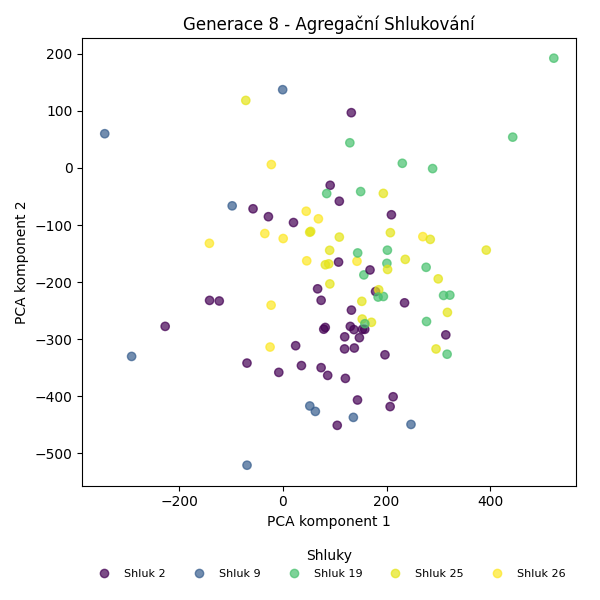 Generace 8 - Agregační Shlukování
PCA komponent 2
200
100
0
−100
−200
−300
−400
−500
−200
0
200
400
PCA komponent 1
Shluky
Shluk 2
Shluk 9
Shluk 19
Shluk 25
Shluk 26